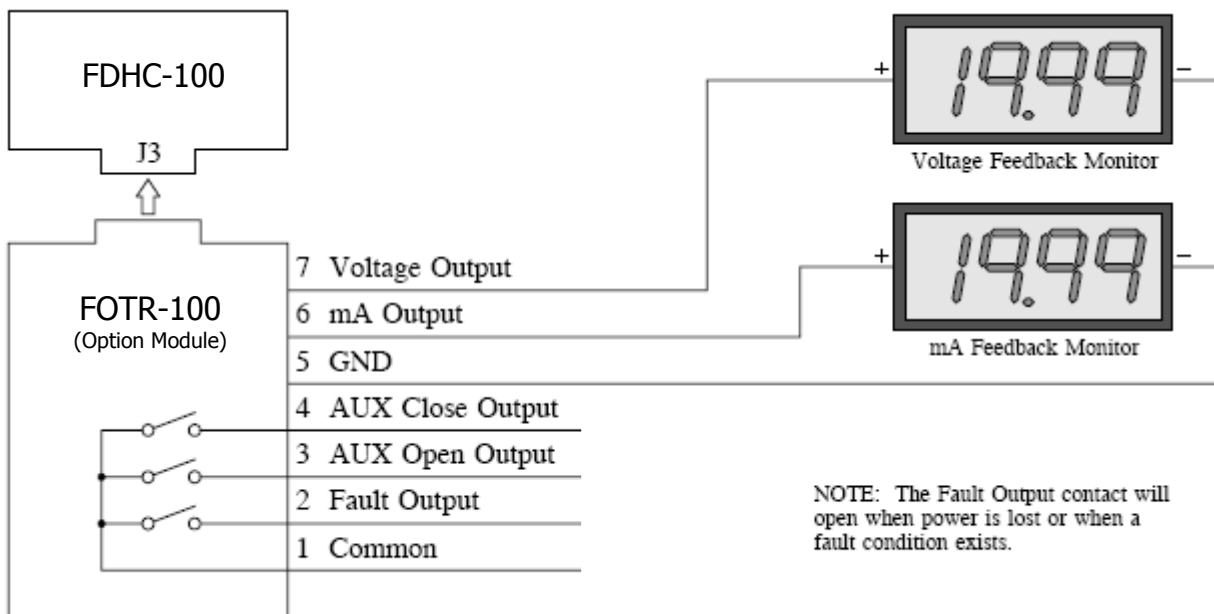 FDHC-100
J3
+
19.99
−
Voltage Feedback Monitor
+
19.99
−
mA Feedback Monitor
FOTR-100
(Option Module)
7 Voltage Output
6 mA Output
5 GND
4 AUX Close Output
3 AUX Open Output
2 Fault Output
1 Common
NOTE: The Fault Output contact will
open when power is lost or when a
fault condition exists.